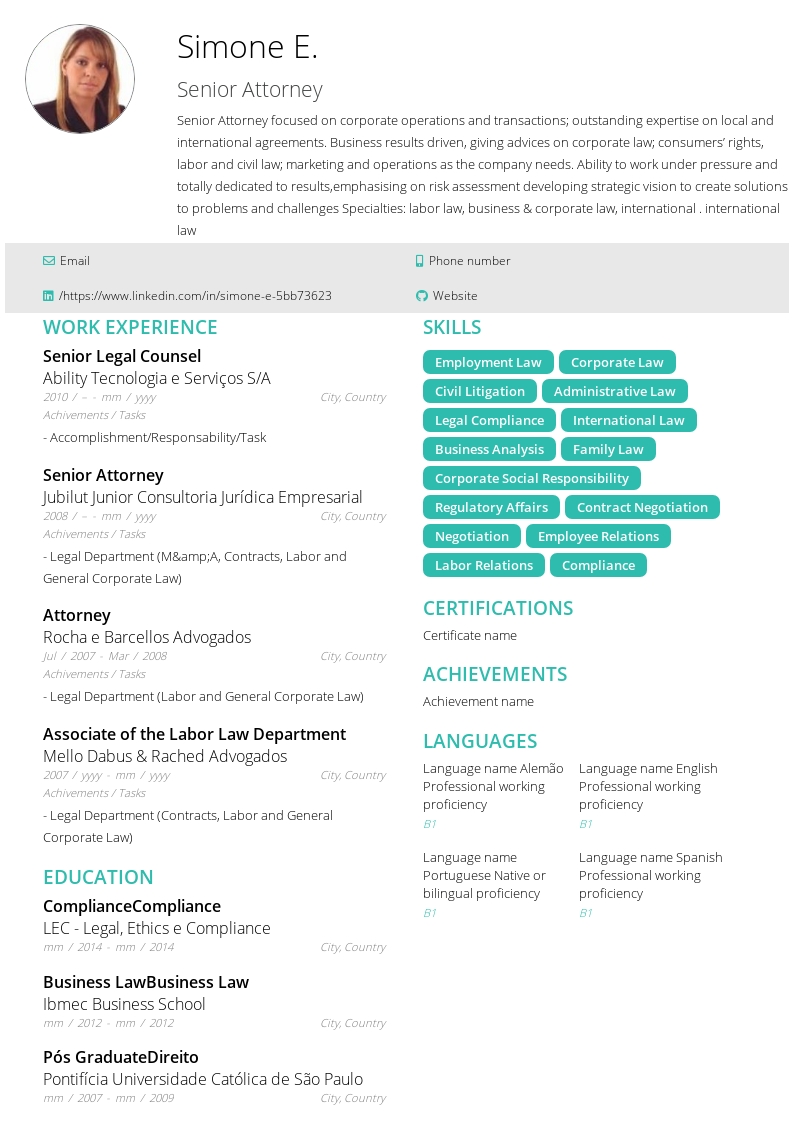 Simone E.
Senior Attorney
Senior Attorney focused on corporate operations and transactions; outstanding expertise on local and
international agreements. Business results driven, giving advices on corporate law; consumers’ rights,
labor and civil law; marketing and operations as the company needs. Ability to work under pressure and
totally dedicated to results,emphasising on risk assessment developing strategic vision to create solutions
to problems and challenges Specialties: labor law, business & corporate law, international . international
law
Email
Phone number
/https://www.linkedin.com/in/simone-e-5bb73623
Website
WORK EXPERIENCE
Senior Legal Counsel
Ability Tecnologia e Serviços S/A
2010 / – - mm / yyyy City, Country
Achivements / Tasks
- Accomplishment/Responsability/Task
Senior Attorney
Jubilut Junior Consultoria Jurídica Empresarial
2008 / – - mm / yyyy City, Country
Achivements / Tasks
- Legal Department (M&amp;A, Contracts, Labor and
General Corporate Law)
Attorney
Rocha e Barcellos Advogados
Jul / 2007 - Mar / 2008 City, Country
Achivements / Tasks
- Legal Department (Labor and General Corporate Law)
Associate of the Labor Law Department
Mello Dabus & Rached Advogados
2007 / yyyy - mm / yyyy City, Country
Achivements / Tasks
- Legal Department (Contracts, Labor and General
Corporate Law)
EDUCATION
ComplianceCompliance
LEC - Legal, Ethics e Compliance
mm / 2014 - mm / 2014 City, Country
Business LawBusiness Law
Ibmec Business School
mm / 2012 - mm / 2012 City, Country
Pós GraduateDireito
Pontifícia Universidade Católica de São Paulo
mm / 2007 - mm / 2009 City, Country
SKILLS
Employment Law Corporate Law
Civil Litigation Administrative Law
Legal Compliance International Law
Business Analysis Family Law
Corporate Social Responsibility
Regulatory Affairs Contract Negotiation
Negotiation Employee Relations
Labor Relations Compliance
CERTIFICATIONS
Certificate name
ACHIEVEMENTS
Achievement name
LANGUAGES
Language name Alemão
Professional working
proficiency
B1
Language name English
Professional working
proficiency
B1
Language name
Portuguese Native or
bilingual proficiency
B1
Language name Spanish
Professional working
proficiency
B1